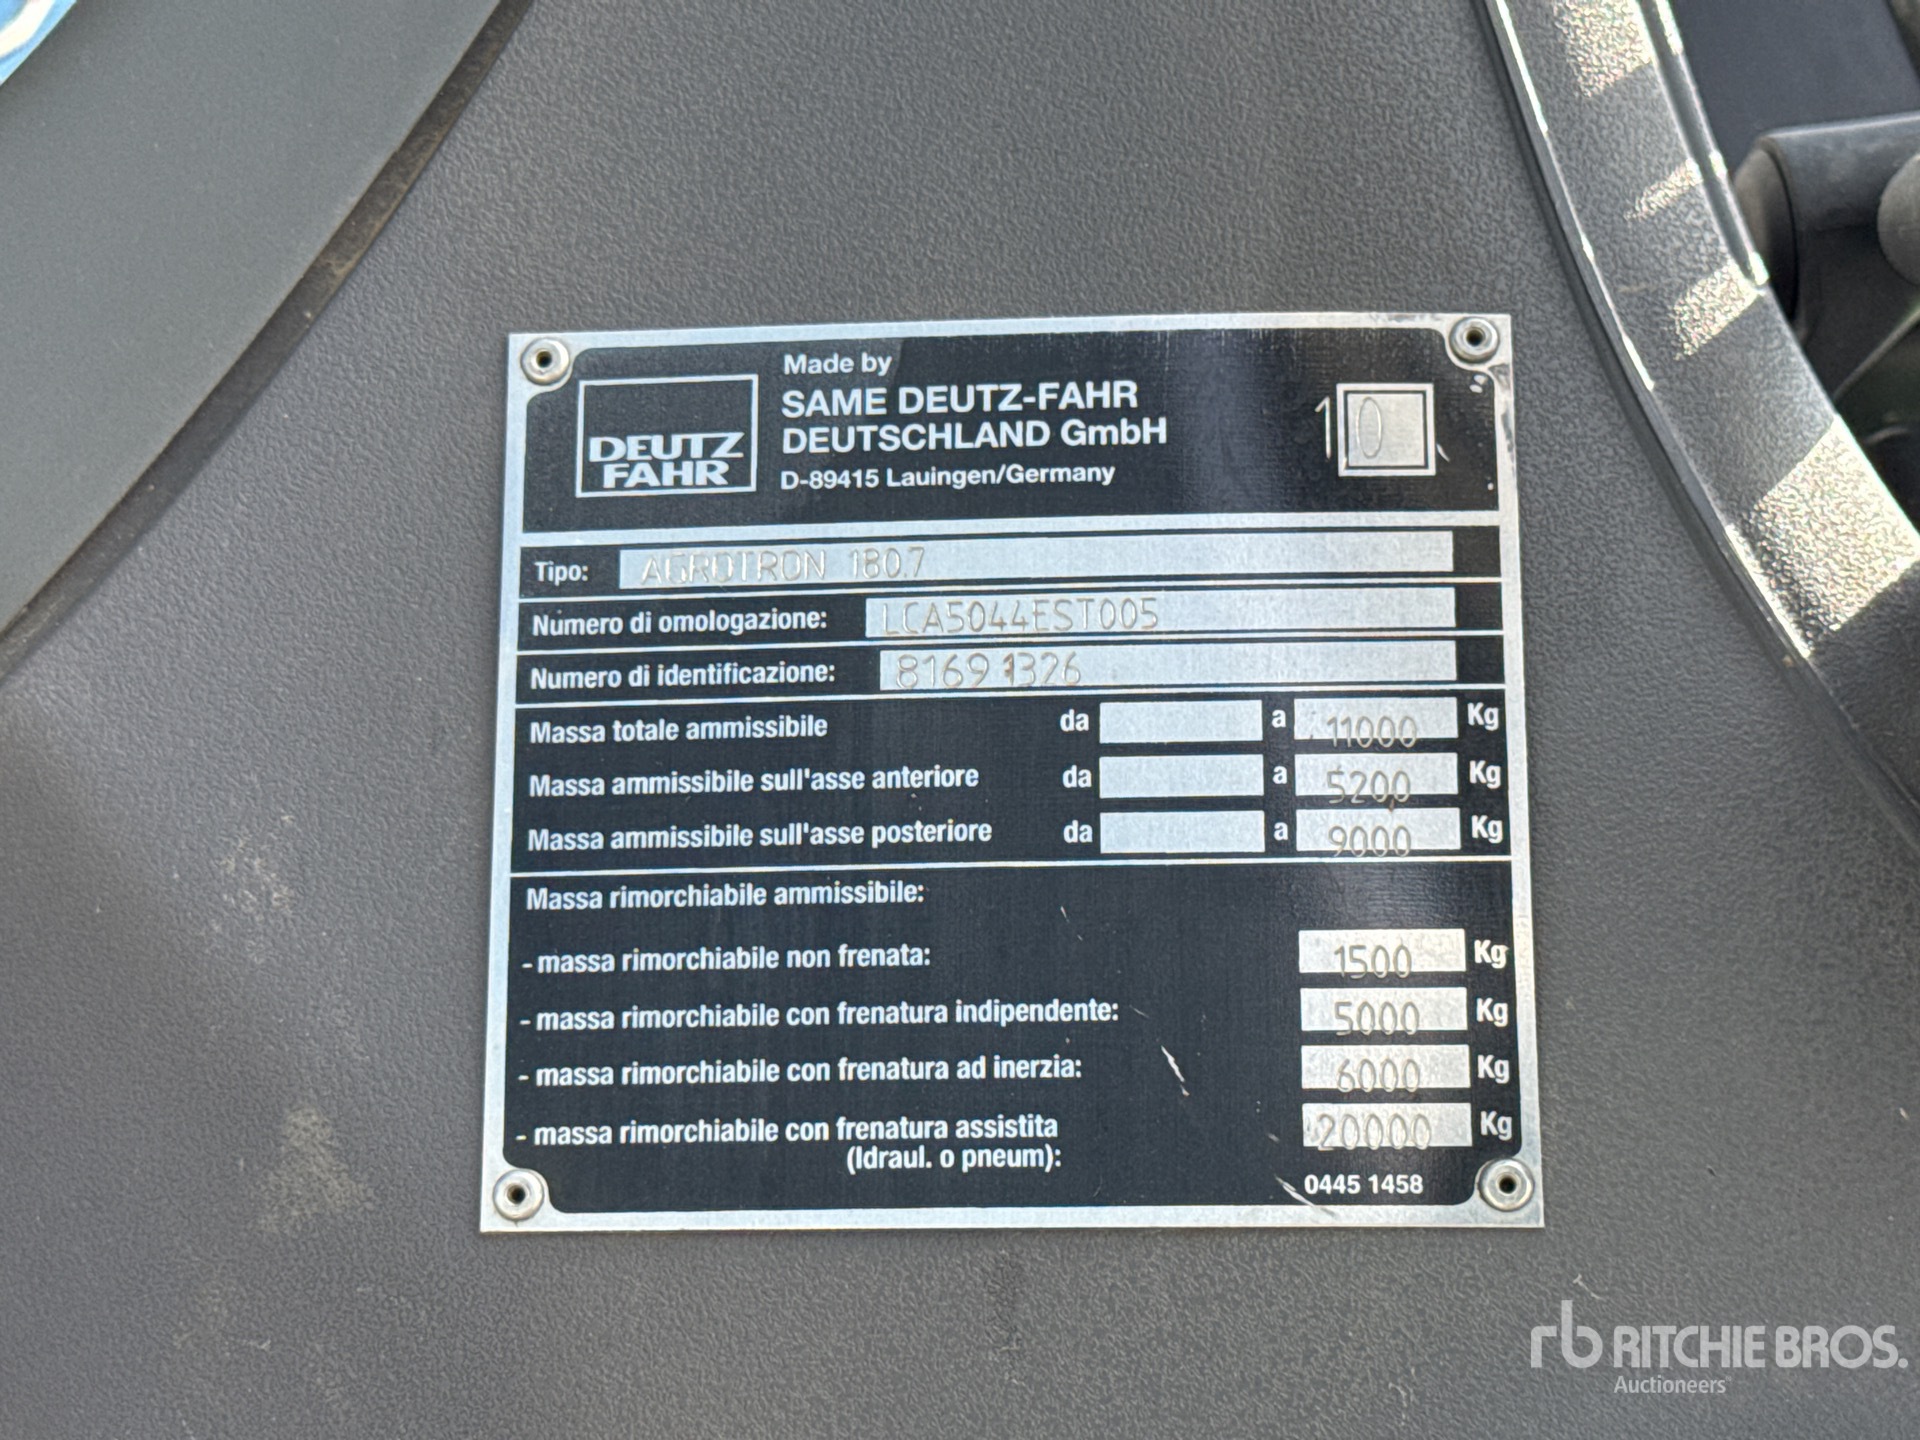 DEUTZ
FAHR
Made by
SAME DEUTZ-FAHR
DEUTSCHLAND GmbH
D-89415 Lauingen/Germany
10
Tipo: AGROTRON 180.7
Numero di omologazione: LCA5044EST005
Numero di identificazione: 8169 1326
Massa totale ammissibile da a 11000 Kg
Massa ammissibile sull'asse anteriore da a 5200 Kg
Massa ammissibile sull'asse posteriore da a 9000 Kg
Massa rimorchiabile ammissibile:
- massa rimorchiabile non frenata: 1500 Kg
- massa rimorchiabile con frenatura indipendente: 5000 Kg
- massa rimorchiabile con frenatura ad inerzia: 6000 Kg
- massa rimorchiabile con frenatura assistita 20000 Kg
(Idraul. o pneum):
0445 1458
rb RITCHIE BROS.
Auctioneers